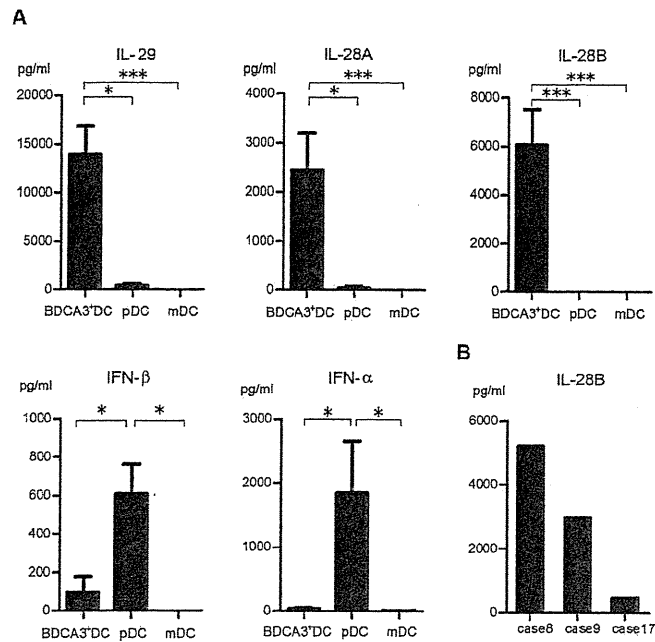 A
IL-29
pg/ml
***
*
20000
15000
10000
5000
0
BDCA3+DC pDC mDC
IL-28A
pg/ml
***
*
4000
3000
2000
1000
0
BDCA3+DC pDC mDC
IL-28B
pg/ml
***
***
8000
6000
4000
2000
0
BDCA3+DC pDC mDC
IFN-β
pg/ml
* *
1000
800
600
400
200
0
BDCA3+DC pDC mDC
IFN-α
pg/ml
* *
3000
2000
1000
0
BDCA3+DC pDC mDC
B
IL-28B
pg/ml
6000
4000
2000
0
case6 case9 case17